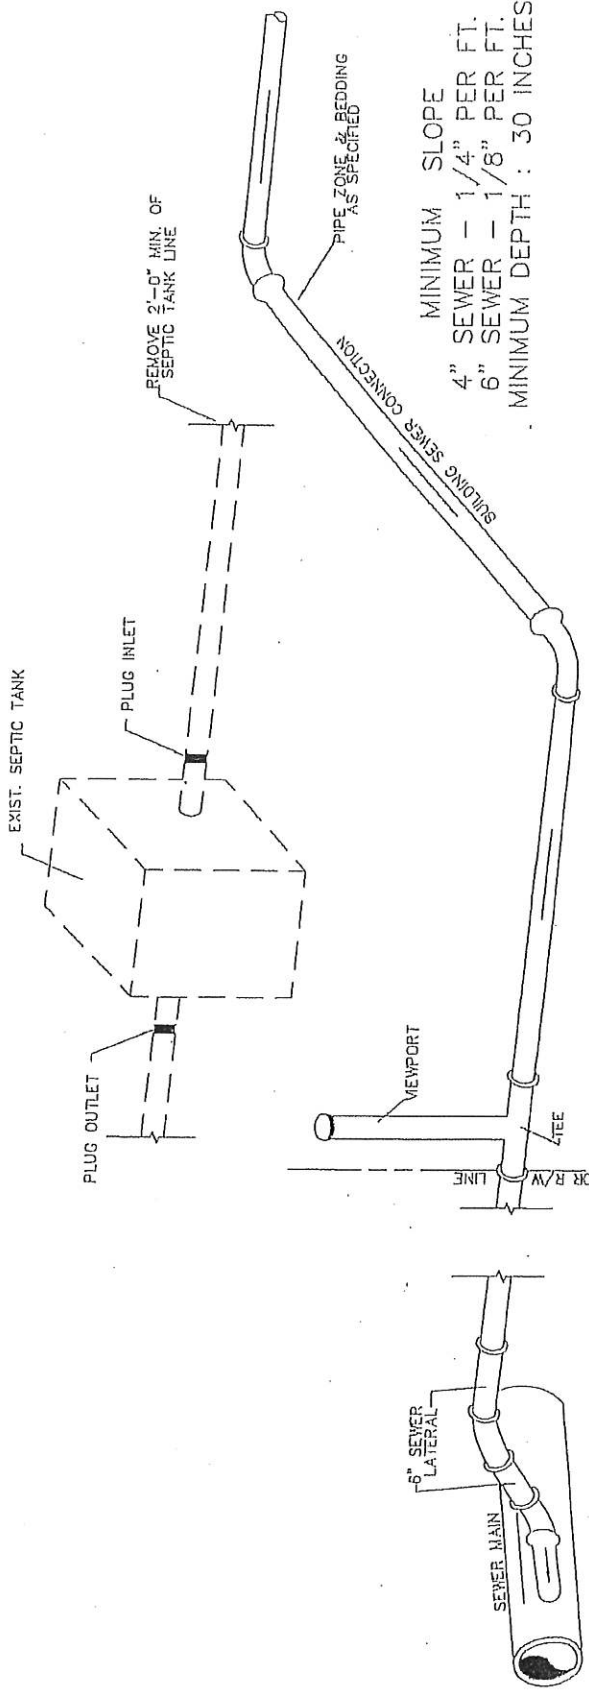 EXIST. SEPTIC TANK
PLUG OUTLET
PLUG INLET
REMOVE 2'-0" MIN. OF
SEPTIC TANK LINE
PIPE ZONE & BEDDING
AS SPECIFIED
BUILDING SEWER CONNECTION
VIEWPORT
TEE
OR R/W LINE
6" SEWER
LATERAL
SEWER MAIN
MINIMUM SLOPE
4" SEWER - 1/4" PER FT.
6" SEWER - 1/8" PER FT.
MINIMUM DEPTH : 30 INCHES